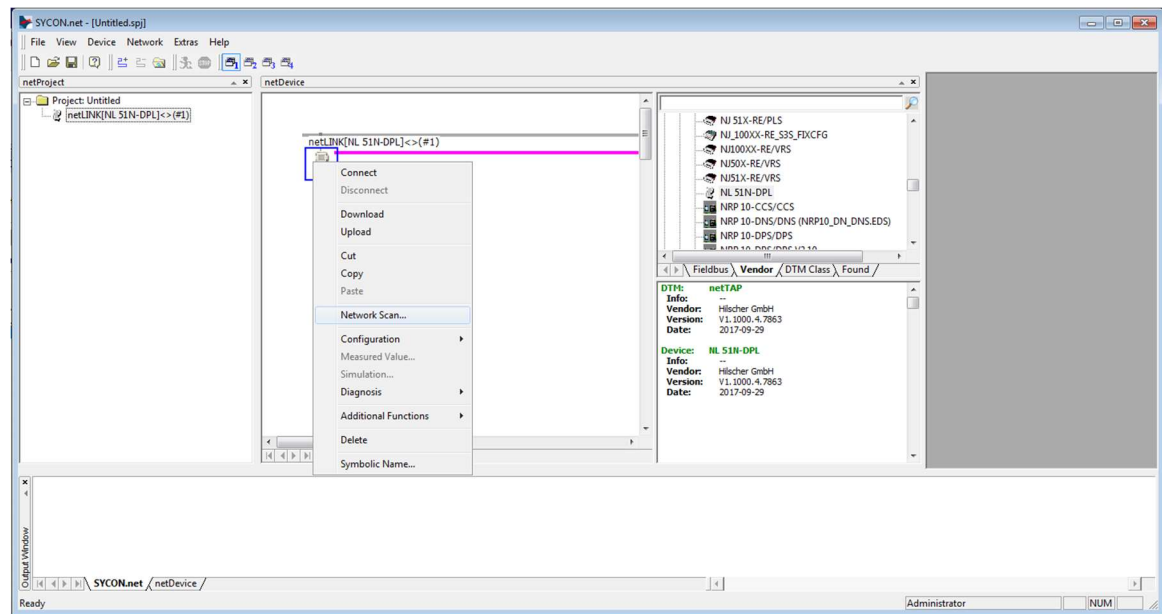 SYCON.net - [Untitled.spj]
File View Device Network Extras Help
netProject
Project: Untitled
netLINK[NL 51N-DPL]<>(#1)
netDevice
netLINK[NL 51N-DPL]<>(#1)
Connect
Disconnect
Download
Upload
Cut
Copy
Paste
Network Scan...
Configuration
Measured Value...
Simulation...
Diagnosis
Additional Functions
Delete
Symbolic Name...
NJ 51X-RE/PLS
NJ_100XX-RE_S3S_FIXCFG
NJ100XX-RE/VRS
NJ50X-RE/VRS
NJ51X-RE/VRS
NL 51N-DPL
NRP 10-CCS/CCS
NRP 10-DNS/DNS (NRP10_DN_DNS.EDS)
NRP 10-DPS/DPS
NRP 10-DPS/DPS V2.10
Fieldbus Vendor DTM Class Found
DTM: netTAP
Info: --
Vendor: Hilscher GmbH
Version: V1.1000.4.7863
Date: 2017-09-29
Device: NL 51N-DPL
Info: --
Vendor: Hilscher GmbH
Version: V1.1000.4.7863
Date: 2017-09-29
Output Window
SYCON.net netDevice
Ready
Administrator
NUM